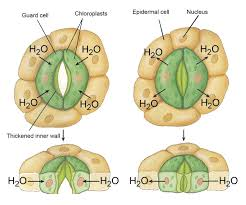 Guard cell
Chloroplasts
Epidermal cell
Nucleus
H₂O
H₂O
H₂O
H₂O
H₂O
H₂O
H₂O
H₂O
Thickened inner wall
H₂O
H₂O
H₂O
H₂O